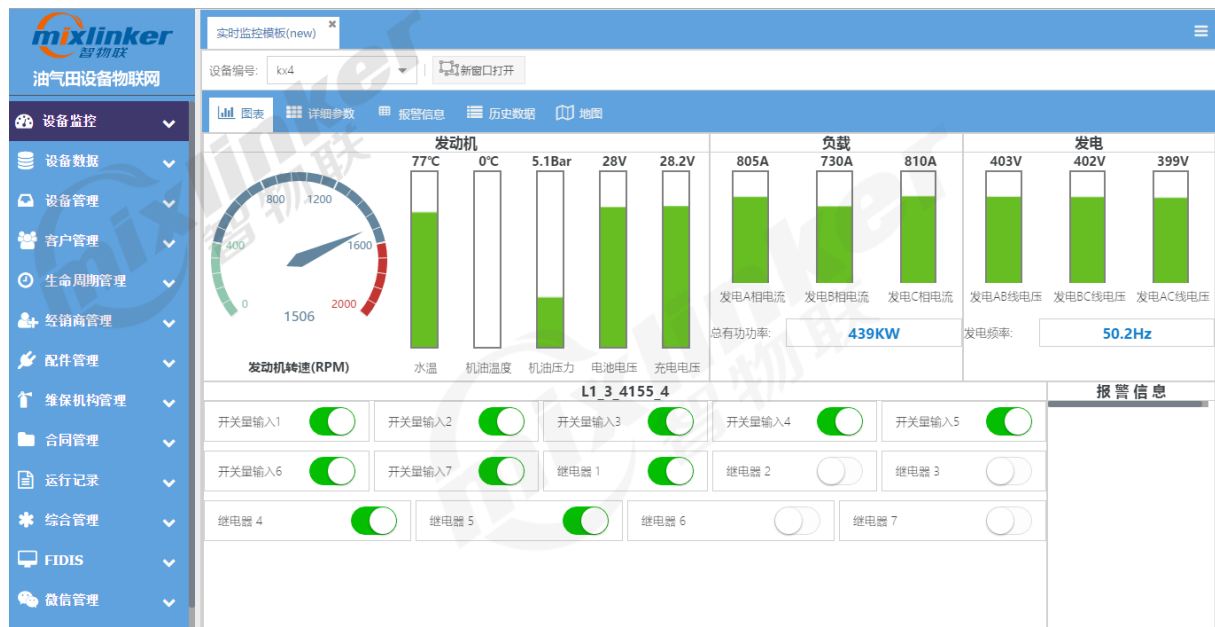 mixlinker
智物联
油气田设备物联网
设备监控
设备数据
设备管理
客户管理
生命周期管理
经销商管理
配件管理
维保机构管理
合同管理
运行记录
综合管理
FIDIS
微信管理
实时监控模板(new)
设备编号: kx4 新窗口打开
图表 详细参数 报警信息 历史数据 地图
发动机 负载 发电
77℃ 0℃ 5.1Bar 28V 28.2V 805A 730A 810A 403V 402V 399V
800 1200
400 1600
0 2000
1506
发动机转速(RPM)
水温 机油温度 机油压力 电池电压 充电电压
发电A相电流 发电B相电流 发电C相电流 发电AB线电压 发电BC线电压 发电AC线电压
总有功功率: 439KW 发电频率: 50.2Hz
L1_3_4155_4 报警信息
开关量输入1 开关量输入2 开关量输入3 开关量输入4 开关量输入5
开关量输入6 开关量输入7 继电器 1 继电器 2 继电器 3
继电器 4 继电器 5 继电器 6 继电器 7
mixlinker
智物联
mixlinker
智物联
mixlinker
智物联